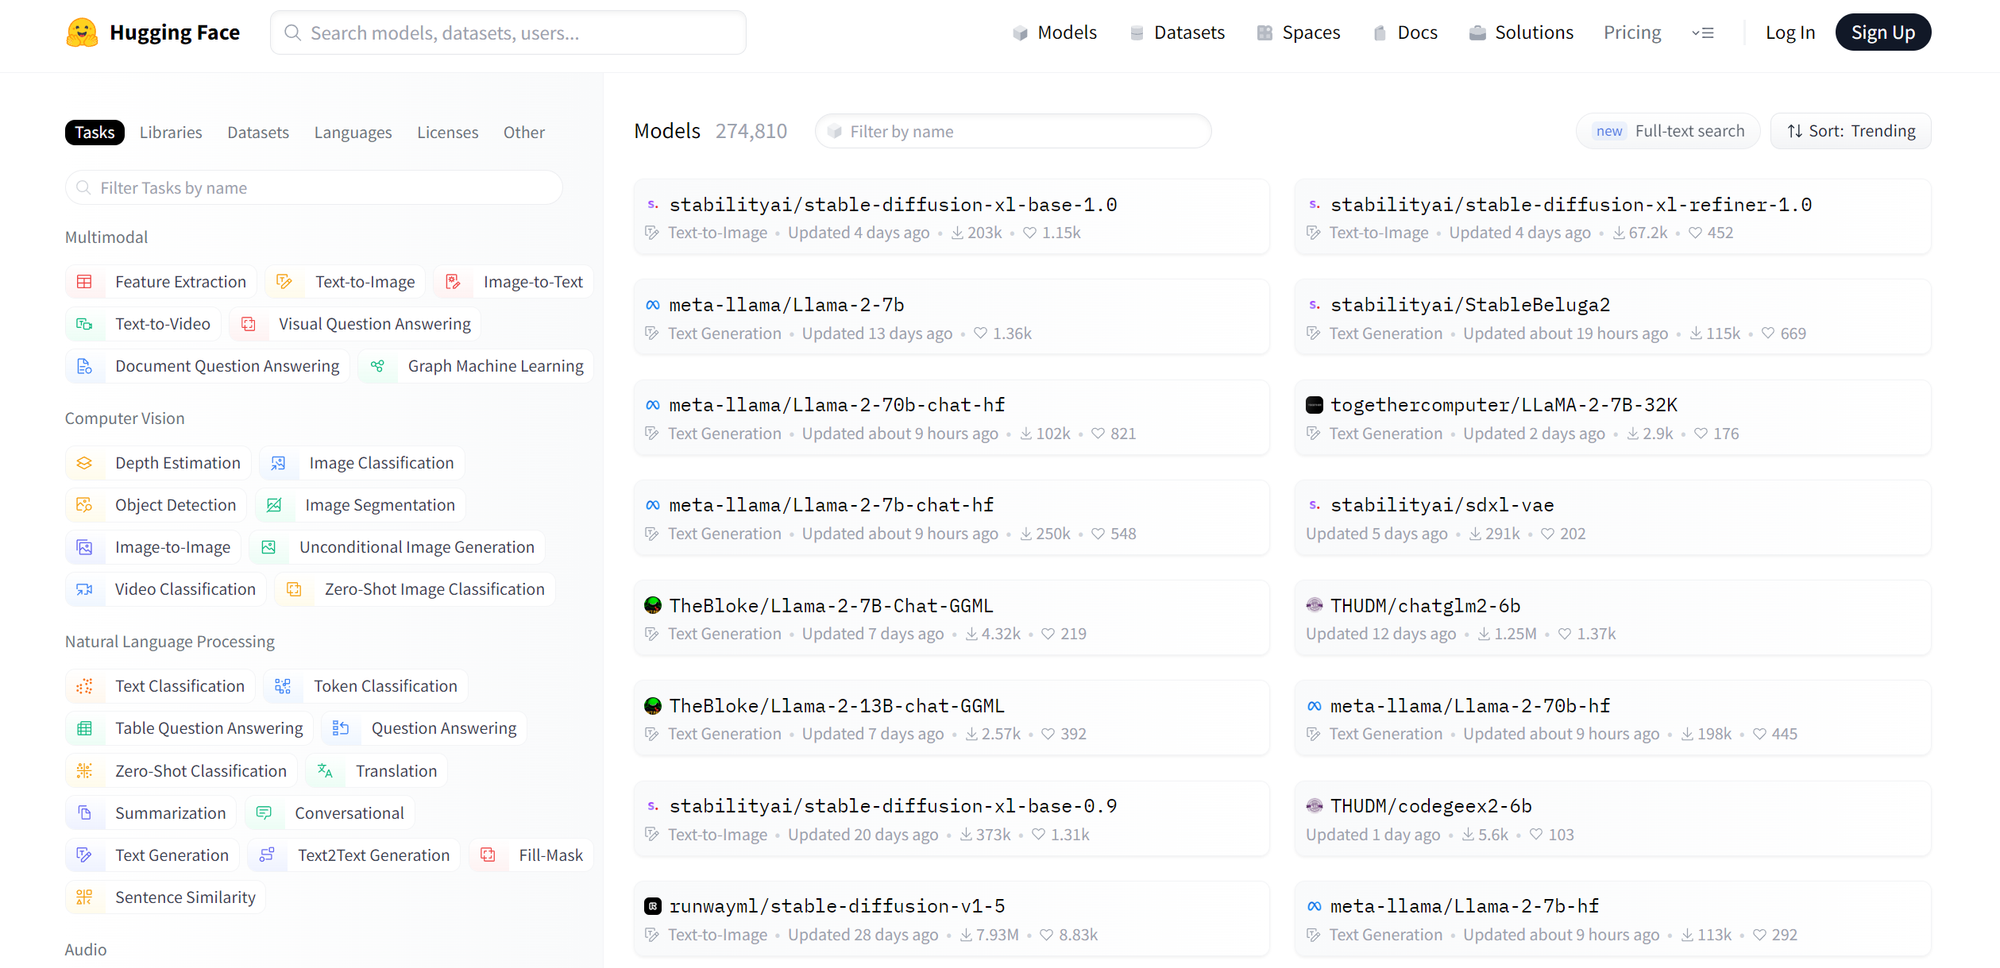 Hugging Face
Search models, datasets, users...
Models
Datasets
Spaces
Docs
Solutions
Pricing
Log In
Sign Up
Tasks
Libraries
Datasets
Languages
Licenses
Other
Filter Tasks by name
Multimodal
Feature Extraction
Text-to-Image
Image-to-Text
Text-to-Video
Visual Question Answering
Document Question Answering
Graph Machine Learning
Computer Vision
Depth Estimation
Image Classification
Object Detection
Image Segmentation
Image-to-Image
Unconditional Image Generation
Video Classification
Zero-Shot Image Classification
Natural Language Processing
Text Classification
Token Classification
Table Question Answering
Question Answering
Zero-Shot Classification
Translation
Summarization
Conversational
Text Generation
Text2Text Generation
Fill-Mask
Sentence Similarity
Audio
Models 274,810
Filter by name
new Full-text search
Sort: Trending
stabilityai/stable-diffusion-xl-base-1.0
Text-to-Image • Updated 4 days ago • 203k • 1.15k
stabilityai/stable-diffusion-xl-refiner-1.0
Text-to-Image • Updated 4 days ago • 67.2k • 452
meta-llama/Llama-2-7b
Text Generation • Updated 13 days ago • 1.36k
stabilityai/StableBeluga2
Text Generation • Updated about 19 hours ago • 115k • 669
meta-llama/Llama-2-70b-chat-hf
Text Generation • Updated about 9 hours ago • 102k • 821
togethercomputer/LLaMA-2-7B-32K
Text Generation • Updated 2 days ago • 2.9k • 176
meta-llama/Llama-2-7b-chat-hf
Text Generation • Updated about 9 hours ago • 250k • 548
stabilityai/sdxl-vae
Updated 5 days ago • 291k • 202
TheBloke/Llama-2-7B-Chat-GGML
Text Generation • Updated 7 days ago • 4.32k • 219
THUDM/chatglm2-6b
Updated 12 days ago • 1.25M • 1.37k
TheBloke/Llama-2-13B-chat-GGML
Text Generation • Updated 7 days ago • 2.57k • 392
meta-llama/Llama-2-70b-hf
Text Generation • Updated about 9 hours ago • 198k • 445
stabilityai/stable-diffusion-xl-base-0.9
Text-to-Image • Updated 20 days ago • 373k • 1.31k
THUDM/codegeex2-6b
Updated 1 day ago • 5.6k • 103
runwayml/stable-diffusion-v1-5
Text-to-Image • Updated 28 days ago • 7.93M • 8.83k
meta-llama/Llama-2-7b-hf
Text Generation • Updated about 9 hours ago • 113k • 292